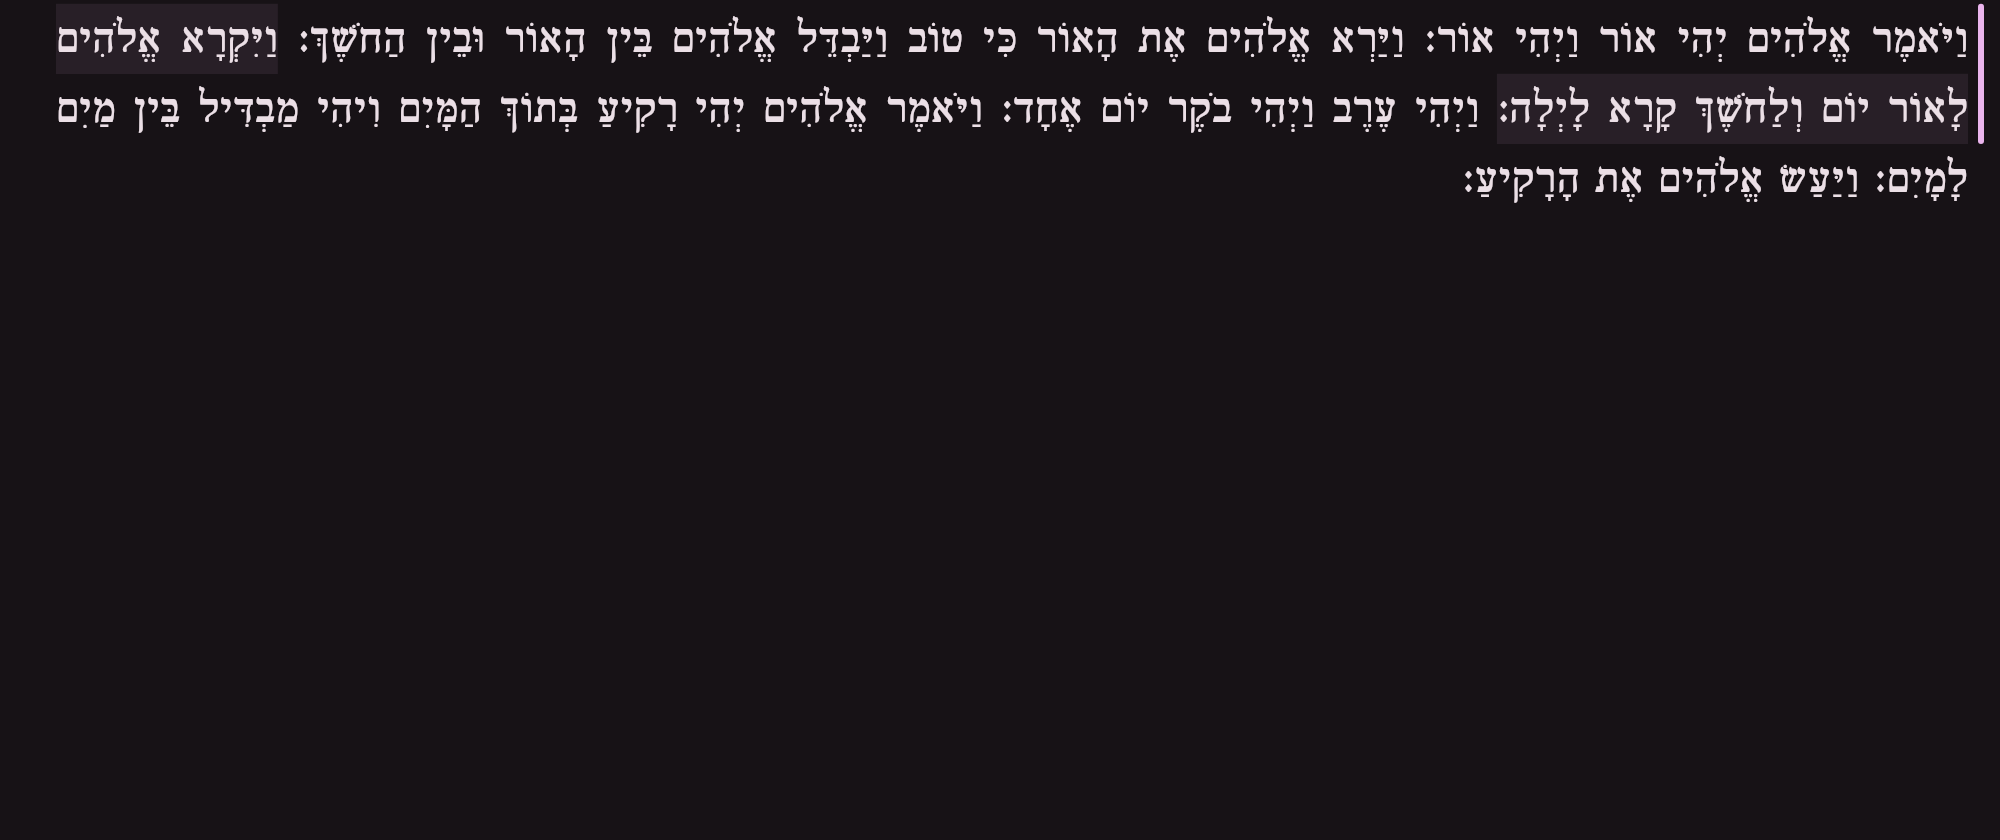 וַיֹּאמֶר אֱלֹהִים יְהִי אוֹר וַיְהִי אוֹר׃ וַיַּרְא אֱלֹהִים אֶת הָאוֹר כִּי טוֹב וַיַּבְדֵּל אֱלֹהִים בֵּין הָאוֹר וּבֵין הַחֹשֶׁךְ׃ וַיִּקְרָא אֱלֹהִים
לָאוֹר יוֹם וְלַחֹשֶׁךְ קָרָא לָיְלָה׃ וַיְהִי עֶרֶב וַיְהִי בֹקֶר יוֹם אֶחָד׃ וַיֹּאמֶר אֱלֹהִים יְהִי רָקִיעַ בְּתוֹךְ הַמָּיִם וִיהִי מַבְדִּיל בֵּין מַיִם
לָמָיִם׃ וַיַּעַשׂ אֱלֹהִים אֶת הָרָקִיעַ׃